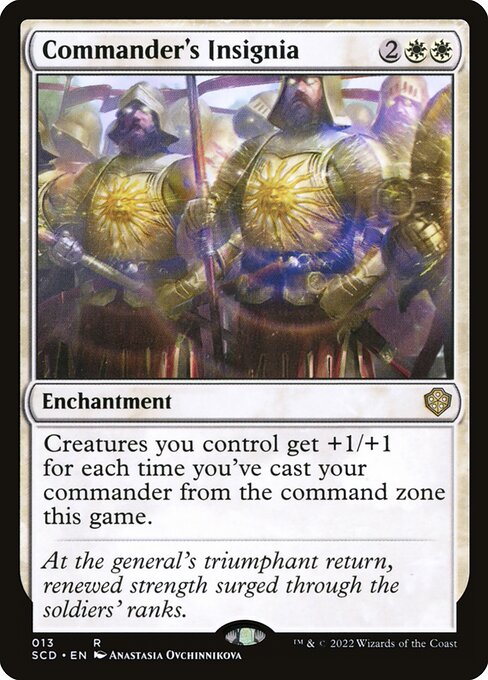 Commander's Insignia 2
Enchantment
Creatures you control get +1/+1
for each time you've cast your
commander from the command zone
this game.
At the general's triumphant return,
renewed strength surged through the
soldiers' ranks.
013 R
SCD • EN Anastasia Ovchinnikova
™ & © 2022 Wizards of the Coast